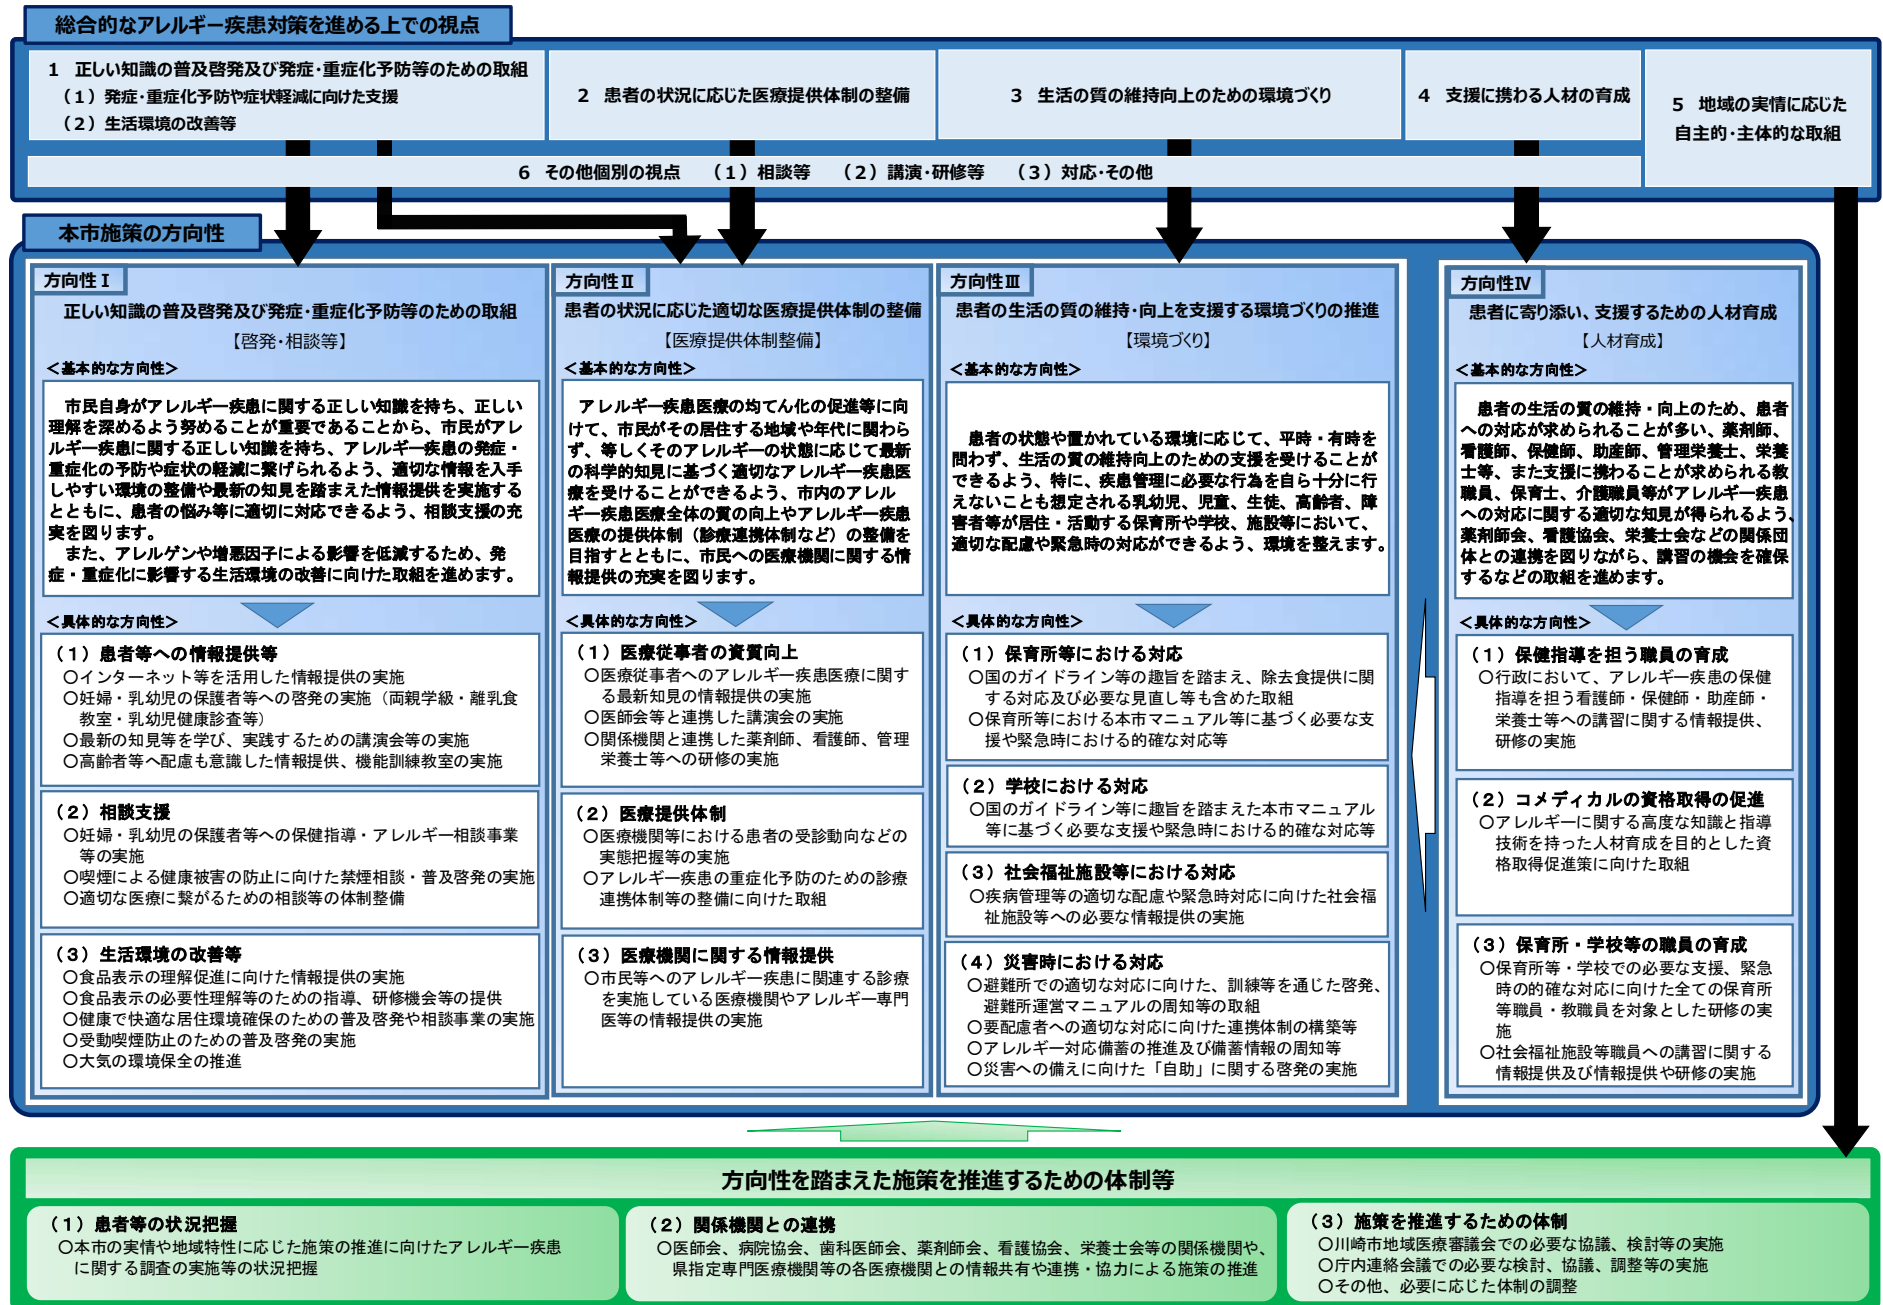 総合的なアレルギー疾患対策を進める上での視点
1 正しい知識の普及啓発及び発症・重症化予防等のための取組
（１）発症・重症化予防や症状軽減に向けた支援
（２）生活環境の改善等
2 患者の状況に応じた医療提供体制の整備
3 生活の質の維持向上のための環境づくり
4 支援に携わる人材の育成
5 地域の実情に応じた
自主的・主体的な取組
6 その他個別の視点 （１）相談等 （２）講演・研修等 （３）対応・その他
本市施策の方向性
方向性Ⅰ
正しい知識の普及啓発及び発症・重症化予防等のための取組
【啓発・相談等】
＜基本的な方向性＞
市民自身がアレルギー疾患に関する正しい知識を持ち、正しい
理解を深めるよう努めることが重要であることから、市民がアレ
ルギー疾患に関する正しい知識を持ち、アレルギー疾患の発症・
重症化の予防や症状の軽減に繋げられるよう、適切な情報を入手
しやすい環境の整備や最新の知見を踏まえた情報提供を実施する
とともに、患者の悩み等に適切に対応できるよう、相談支援の充
実を図ります。
また、アレルゲンや増悪因子による影響を低減するため、発
症・重症化に影響する生活環境の改善に向けた取組を進めます。
＜具体的な方向性＞
（１）患者等への情報提供等
○インターネット等を活用した情報提供の実施
○妊婦・乳幼児の保護者等への啓発の実施（両親学級・離乳食
教室・乳幼児健康診査等）
○最新の知見等を学び、実践するための講演会等の実施
○高齢者等へ配慮も意識した情報提供、機能訓練教室の実施
（２）相談支援
○妊婦・乳幼児の保護者等への保健指導・アレルギー相談事業
等の実施
○喫煙による健康被害の防止に向けた禁煙相談・普及啓発の実施
○適切な医療に繋がるための相談等の体制整備
（３）生活環境の改善等
○食品表示の理解促進に向けた情報提供の実施
○食品表示の必要性理解等のための指導、研修機会等の提供
○健康で快適な居住環境確保のための普及啓発や相談事業の実施
○受動喫煙防止のための普及啓発の実施
○大気の環境保全の推進
方向性Ⅱ
患者の状況に応じた適切な医療提供体制の整備
【医療提供体制整備】
＜基本的な方向性＞
アレルギー疾患医療の均てん化の促進等に向
けて、市民がその居住する地域や年代に関わら
ず、等しくそのアレルギーの状態に応じて最新
の科学的知見に基づく適切なアレルギー疾患医
療を受けることができるよう、市内のアレル
ギー疾患医療全体の質の向上やアレルギー疾患
医療の提供体制（診療連携体制など）の整備を
目指すとともに、市民への医療機関に関する情
報提供の充実を図ります。
＜具体的な方向性＞
（１）医療従事者の資質向上
○医療従事者へのアレルギー疾患医療に関す
る最新知見の情報提供の実施
○医師会等と連携した講演会の実施
○関係機関と連携した薬剤師、看護師、管理
栄養士等への研修の実施
（２）医療提供体制
○医療機関等における患者の受診動向などの
実態把握等の実施
○アレルギー疾患の重症化予防のための診療
連携体制等の整備に向けた取組
（３）医療機関に関する情報提供
○市民等へのアレルギー疾患に関連する診療
を実施している医療機関やアレルギー専門
医等の情報提供の実施
方向性Ⅲ
患者の生活の質の維持・向上を支援する環境づくりの推進
【環境づくり】
＜基本的な方向性＞
患者の状態や置かれている環境に応じて、平時・有時を
問わず、生活の質の維持向上のための支援を受けることが
できるよう、特に、疾患管理に必要な行為を自ら十分に行
えないことも想定される乳幼児、児童、生徒、高齢者、障
害者等が居住・活動する保育所や学校、施設等において、
適切な配慮や緊急時の対応ができるよう、環境を整えます。
＜具体的な方向性＞
（１）保育所等における対応
○国のガイドライン等の趣旨を踏まえ、除去食提供に関
する対応及び必要な見直し等も含めた取組
○保育所等における本市マニュアル等に基づく必要な支
援や緊急時における的確な対応等
（２）学校における対応
○国のガイドライン等に趣旨を踏まえた本市マニュアル
等に基づく必要な支援や緊急時における的確な対応等
（３）社会福祉施設等における対応
○疾病管理等の適切な配慮や緊急時対応に向けた社会福
祉施設等への必要な情報提供の実施
（４）災害時における対応
○避難所での適切な対応に向けた、訓練等を通じた啓発、
避難所運営マニュアルの周知等の取組
○要配慮者への適切な対応に向けた連携体制の構築等
○アレルギー対応備蓄の推進及び備蓄情報の周知等
○災害への備えに向けた「自助」に関する啓発の実施
方向性Ⅳ
患者に寄り添い、支援するための人材育成
【人材育成】
＜基本的な方向性＞
患者の生活の質の維持・向上のため、患者
への対応が求められることが多い、薬剤師、
看護師、保健師、助産師、管理栄養士、栄養
士等、また支援に携わることが求められる教
職員、保育士、介護職員等がアレルギー疾患
への対応に関する適切な知見が得られるよう、
薬剤師会、看護協会、栄養士会などの関係団
体との連携を図りながら、講習の機会を確保
するなどの取組を進めます。
＜具体的な方向性＞
（１）保健指導を担う職員の育成
○行政において、アレルギー疾患の保健
指導を担う看護師・保健師・助産師・
栄養士等への講習に関する情報提供、
研修の実施
（２）コメディカルの資格取得の促進
○アレルギーに関する高度な知識と指導
技術を持った人材育成を目的とした資
格取得促進策に向けた取組
（３）保育所・学校等の職員の育成
○保育所等・学校での必要な支援、緊急
時の的確な対応に向けた全ての保育所
等職員・教職員を対象とした研修の実
施
○社会福祉施設等職員への講習に関する
情報提供及び情報提供や研修の実施
方向性を踏まえた施策を推進するための体制等
（１）患者等の状況把握
○本市の実情や地域特性に応じた施策の推進に向けたアレルギー疾患
に関する調査の実施等の状況把握
（２）関係機関との連携
○医師会、病院協会、歯科医師会、薬剤師会、看護協会、栄養士会等の関係機関や、
県指定専門医療機関等の各医療機関との情報共有や連携・協力による施策の推進
（３）施策を推進するための体制
○川崎市地域医療審議会での必要な協議、検討等の実施
○庁内連絡会議での必要な検討、協議、調整等の実施
○その他、必要に応じた体制の調整